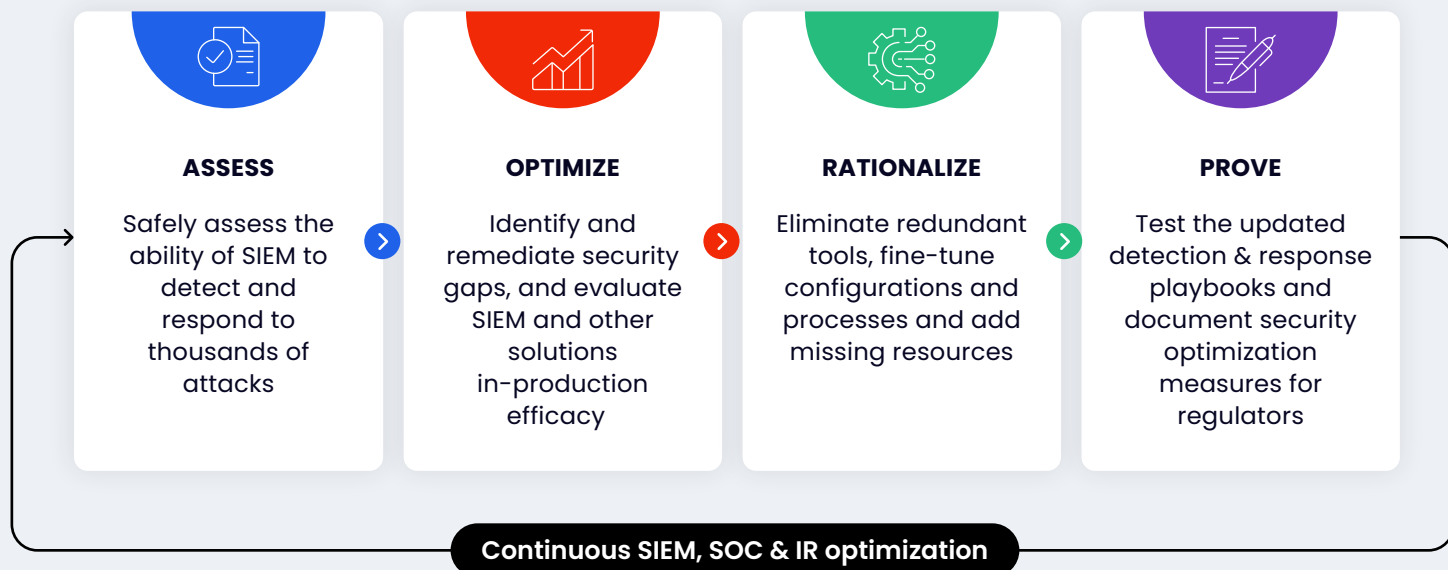 ASSESS
Safely assess the
ability of SIEM to
detect and
respond to
thousands of
attacks
OPTIMIZE
Identify and
remediate security
gaps, and evaluate
SIEM and other
solutions
in-production
efficacy
RATIONALIZE
Eliminate redundant
tools, fine-tune
configurations and
processes and add
missing resources
PROVE
Test the updated
detection & response
playbooks and
document security
optimization
measures for
regulators
Continuous SIEM, SOC & IR optimization